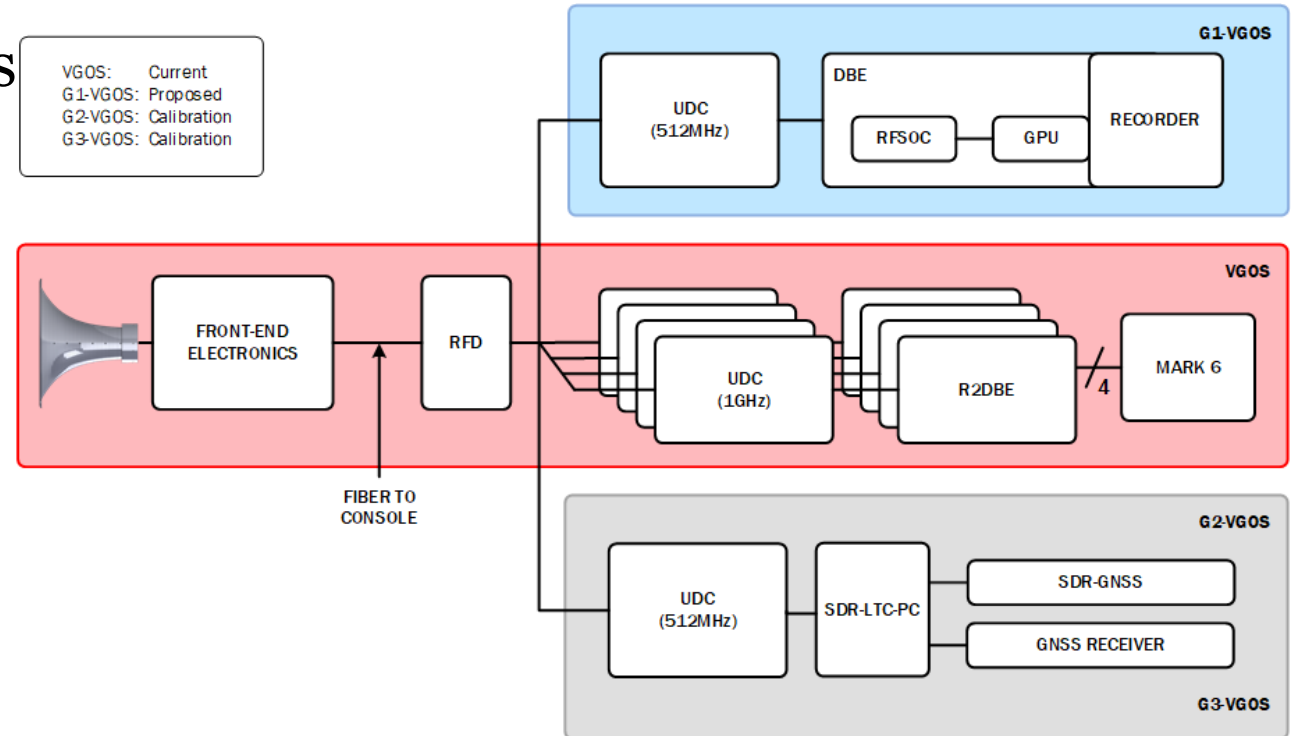 S
VGOS: Current
G1-VGOS: Proposed
G2-VGOS: Calibration
G3-VGOS: Calibration
G1-VGOS
UDC
(512MHz)
DBE
RFSOC
GPU
RECORDER
VGOS
FRONT-END
ELECTRONICS
RFD
UDC
(1GHz)
R2DBE
4
MARK 6
FIBER TO
CONSOLE
G2-VGOS
UDC
(512MHz)
SDR-LTC-PC
SDR-GNSS
GNSS RECEIVER
G3-VGOS